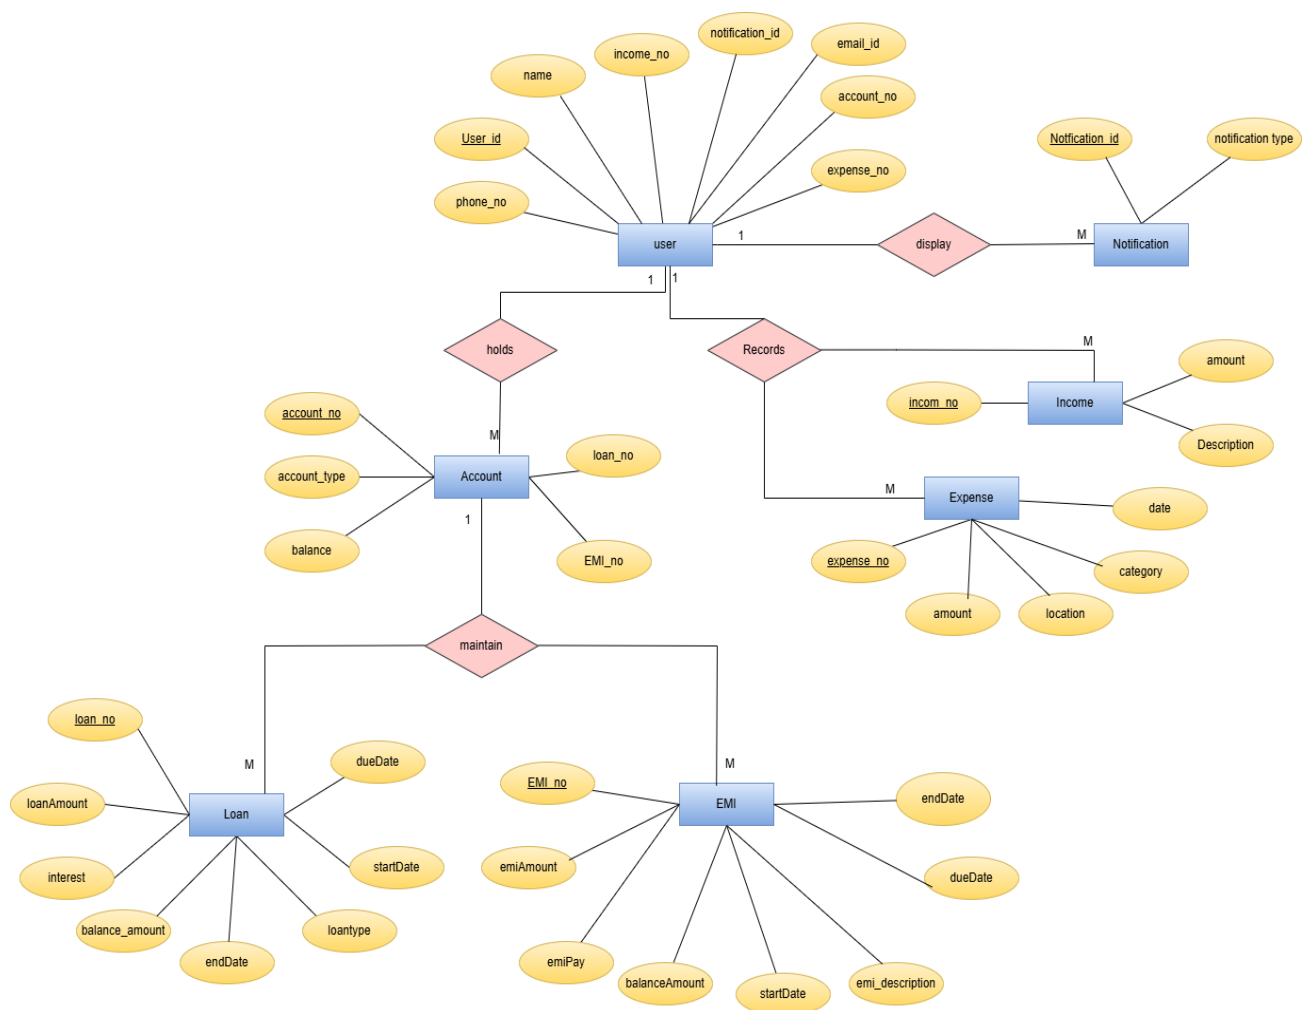 notification_id
email_id
income_no
name
account_no
User_id
Notfication_id
notification type
expense_no
phone_no
user
1
display
M
Notification
1
1
holds
Records
M
amount
incom_no
Income
account_no
Description
M
loan_no
account_type
Account
M
Expense
date
1
balance
EMI_no
expense_no
category
amount
location
maintain
loan_no
M
dueDate
M
EMI_no
endDate
loanAmount
Loan
EMI
emiAmount
startDate
interest
dueDate
balance_amount
loantype
endDate
emiPay
balanceAmount
startDate
emi_description